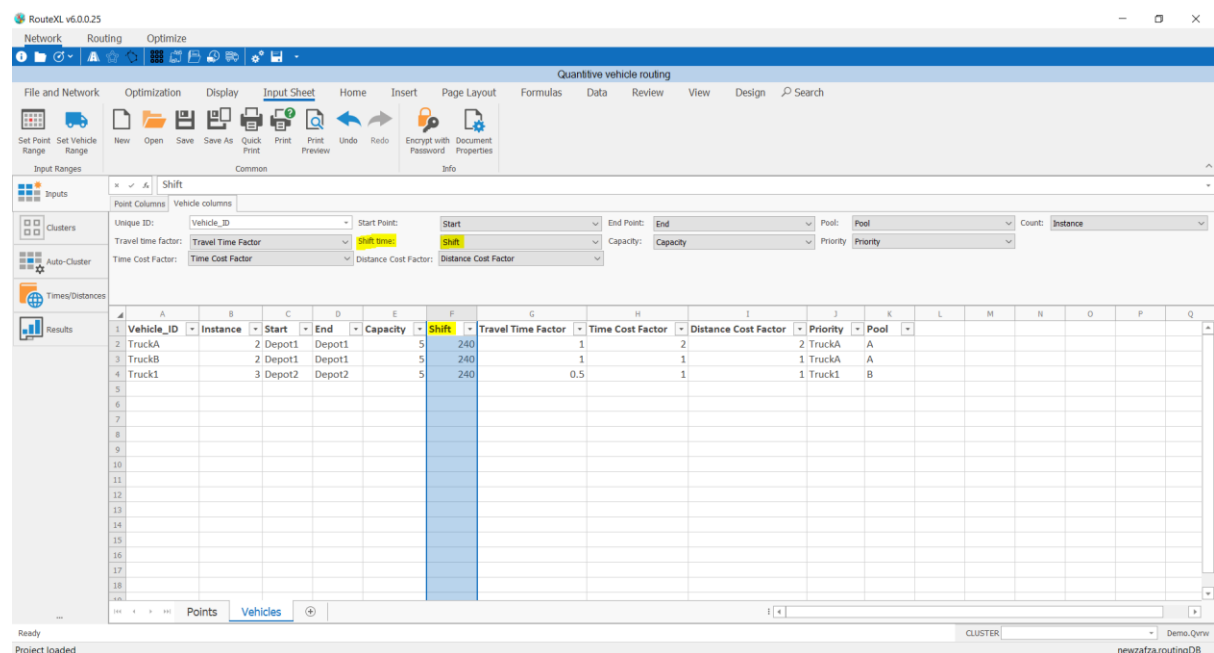 RouteXL v6.0.0.25
Network Routing Optimize
Quantitive vehicle routing
File and Network Optimization Display Input Sheet Home Insert Page Layout Formulas Data Review View Design Search
Set Point Range Set Vehicle Range New Open Save Save As Quick Print Print Print Preview Undo Redo Encrypt with Password Document Properties
Input Ranges Common Info
Inputs
Shift
Point Columns Vehicle columns
Clusters
Unique ID: Vehicle_ID Start Point: Start End Point: End Pool: Pool Count: Instance
Travel time factor: Travel Time Factor Shift time: Shift Capacity: Capacity Priority Priority
Auto-Cluster
Time Cost Factor: Time Cost Factor Distance Cost Factor: Distance Cost Factor
Times/Distances
Results
A B C D E F G H I J K L M N O P Q
1 Vehicle_ID Instance Start End Capacity Shift Travel Time Factor Time Cost Factor Distance Cost Factor Priority Pool
2 TruckA 2 Depot1 Depot1 5 240 1 2 2 TruckA A
3 TruckB 2 Depot1 Depot1 5 240 1 1 1 TruckA A
4 Truck1 3 Depot2 Depot2 5 240 0.5 1 1 Truck1 B
5
6
7
8
9
10
11
12
13
14
15
16
17
18
... Points Vehicles
Ready CLUSTER Demo.Qvrw
Project loaded newzafza.routingDB